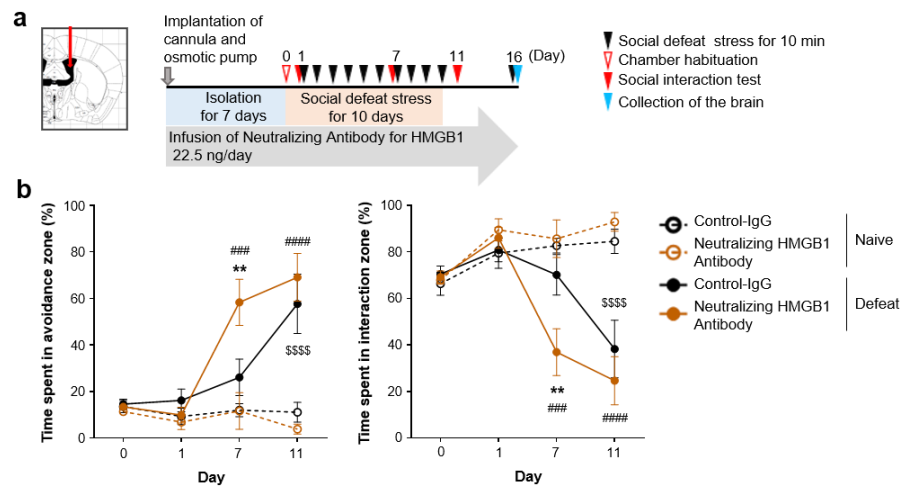 a
Implantation of
cannula and
osmotic pump
0 1 7 11 16 (Day)
Isolation
for 7 days
Social defeat stress
for 10 days
Infusion of Neutralizing Antibody for HMGB1
22.5 ng/day
Social defeat stress for 10 min
Chamber habituation
Social interaction test
Collection of the brain
b
Time spent in avoidance zone (%)
100
80
60
40
20
0
###
**
####
$$$$
0 1 7 11
Day
Time spent in interaction zone (%)
100
80
60
40
20
0
$$$$
**
###
####
0 1 7 11
Day
Control-IgG
Neutralizing HMGB1
Antibody
Naive
Control-IgG
Neutralizing HMGB1
Antibody
Defeat